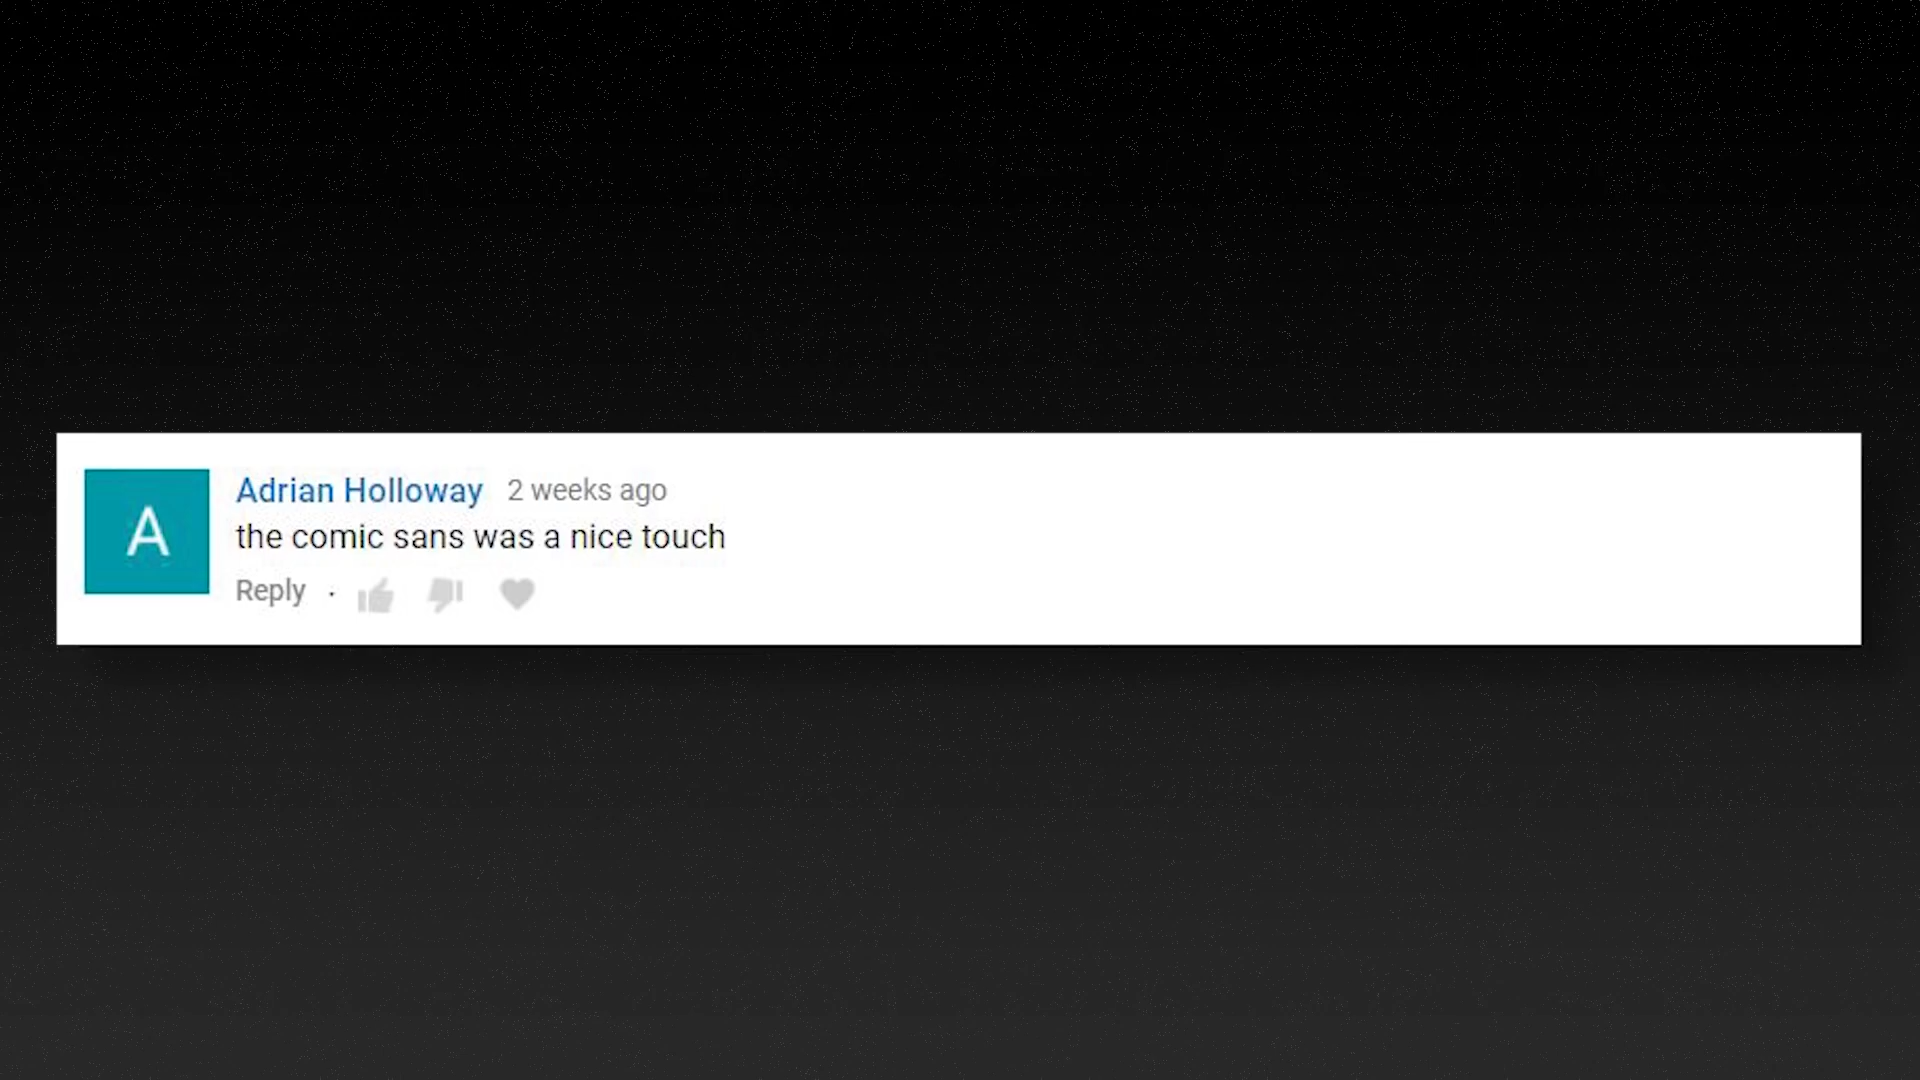 A
Adrian Holloway 2 weeks ago
the comic sans was a nice touch
Reply ·